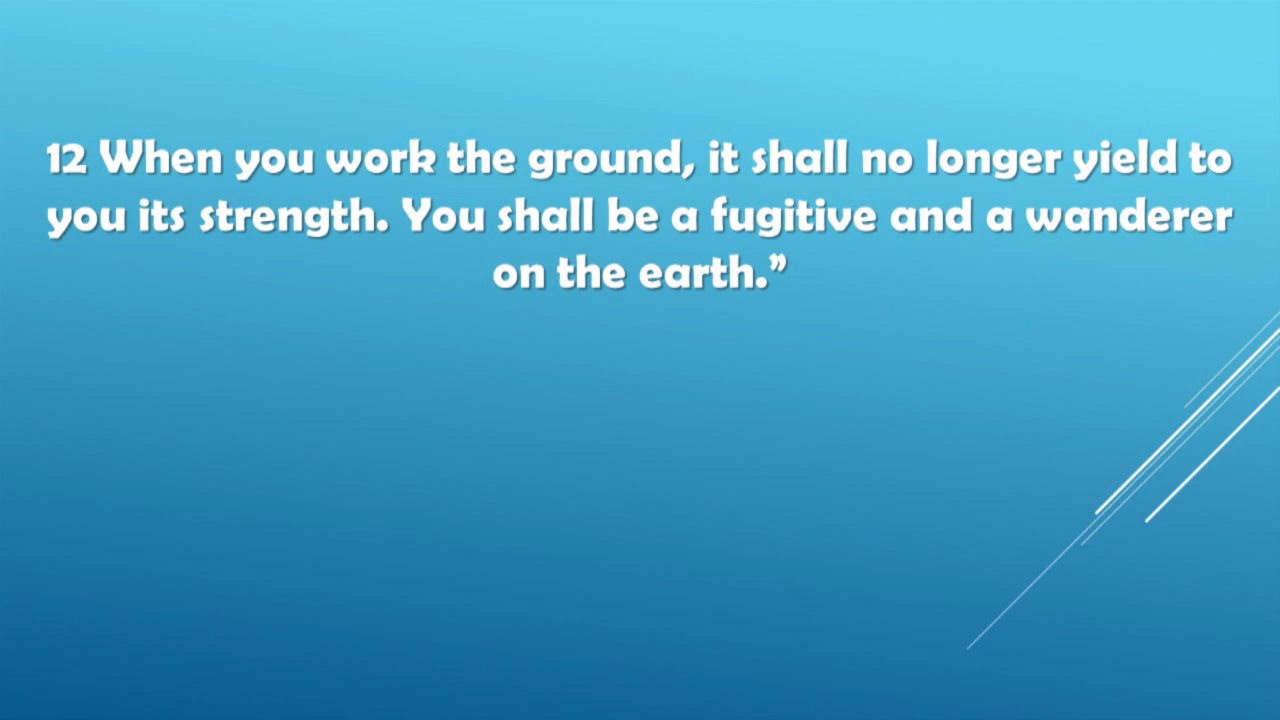 12 When you work the ground, it shall no longer yield to
you its strength. You shall be a fugitive and a wanderer
on the earth.”